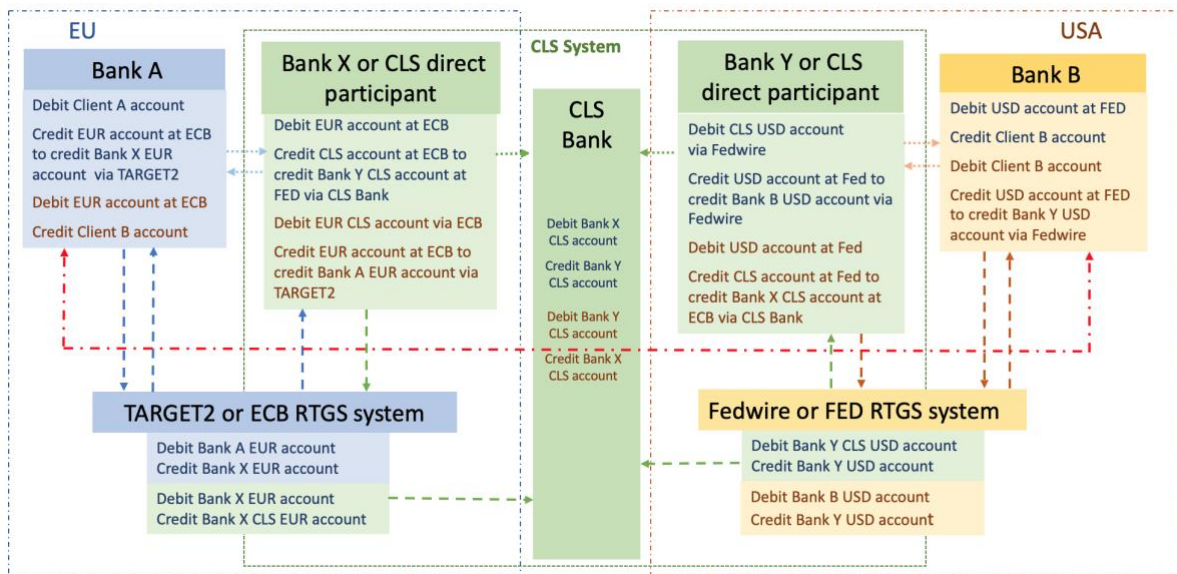 EU
CLS System
USA
Bank A
Debit Client A account
Credit EUR account at ECB
to credit Bank X EUR
account via TARGET2
Debit EUR account at ECB
Credit Client B account
Bank X or CLS direct
participant
Debit EUR account at ECB
Credit CLS account at ECB to
credit Bank Y CLS account at
FED via CLS Bank
Debit EUR CLS account via ECB
Credit EUR account at ECB to
credit Bank A EUR account via
TARGET2
CLS
Bank
Debit Bank X
CLS account
Credit Bank Y
CLS account
Debit Bank Y
CLS account
Credit Bank X
CLS account
Bank Y or CLS
direct participant
Debit CLS USD account
via Fedwire
Credit USD account at Fed to
credit Bank B USD account via
Fedwire
Debit USD account at Fed
Credit CLS account at Fed to
credit Bank X CLS account at
ECB via CLS Bank
Bank B
Debit USD account at FED
Credit Client B account
Debit Client B account
Credit USD account at FED
to credit Bank Y USD
account via Fedwire
TARGET2 or ECB RTGS system
Debit Bank A EUR account
Credit Bank X EUR account
Debit Bank X EUR account
Credit Bank X CLS EUR account
Fedwire or FED RTGS system
Debit Bank Y CLS USD account
Credit Bank Y USD account
Debit Bank B USD account
Credit Bank Y USD account